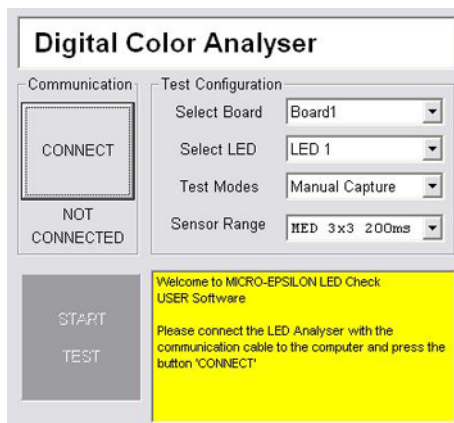 Digital Color Analyser
Communication
CONNECT
NOT
CONNECTED
Test Configuration
Select Board
Board1
Select LED
LED 1
Test Modes
Manual Capture
Sensor Range
MED 3x3 200ms
START
TEST
Welcome to MICRO-EPSILON LED Check
USER Software
Please connect the LED Analyser with the
communication cable to the computer and press the
button 'CONNECT'